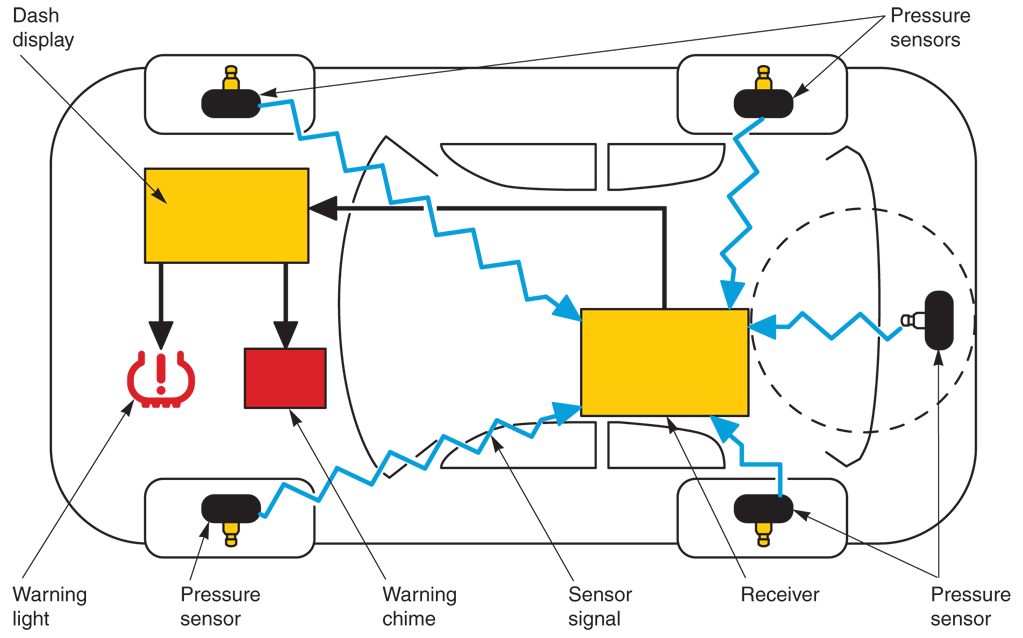 Dash
display
Pressure
sensors
Warning
light
Pressure
sensor
Warning
chime
Sensor
signal
Receiver
Pressure
sensor